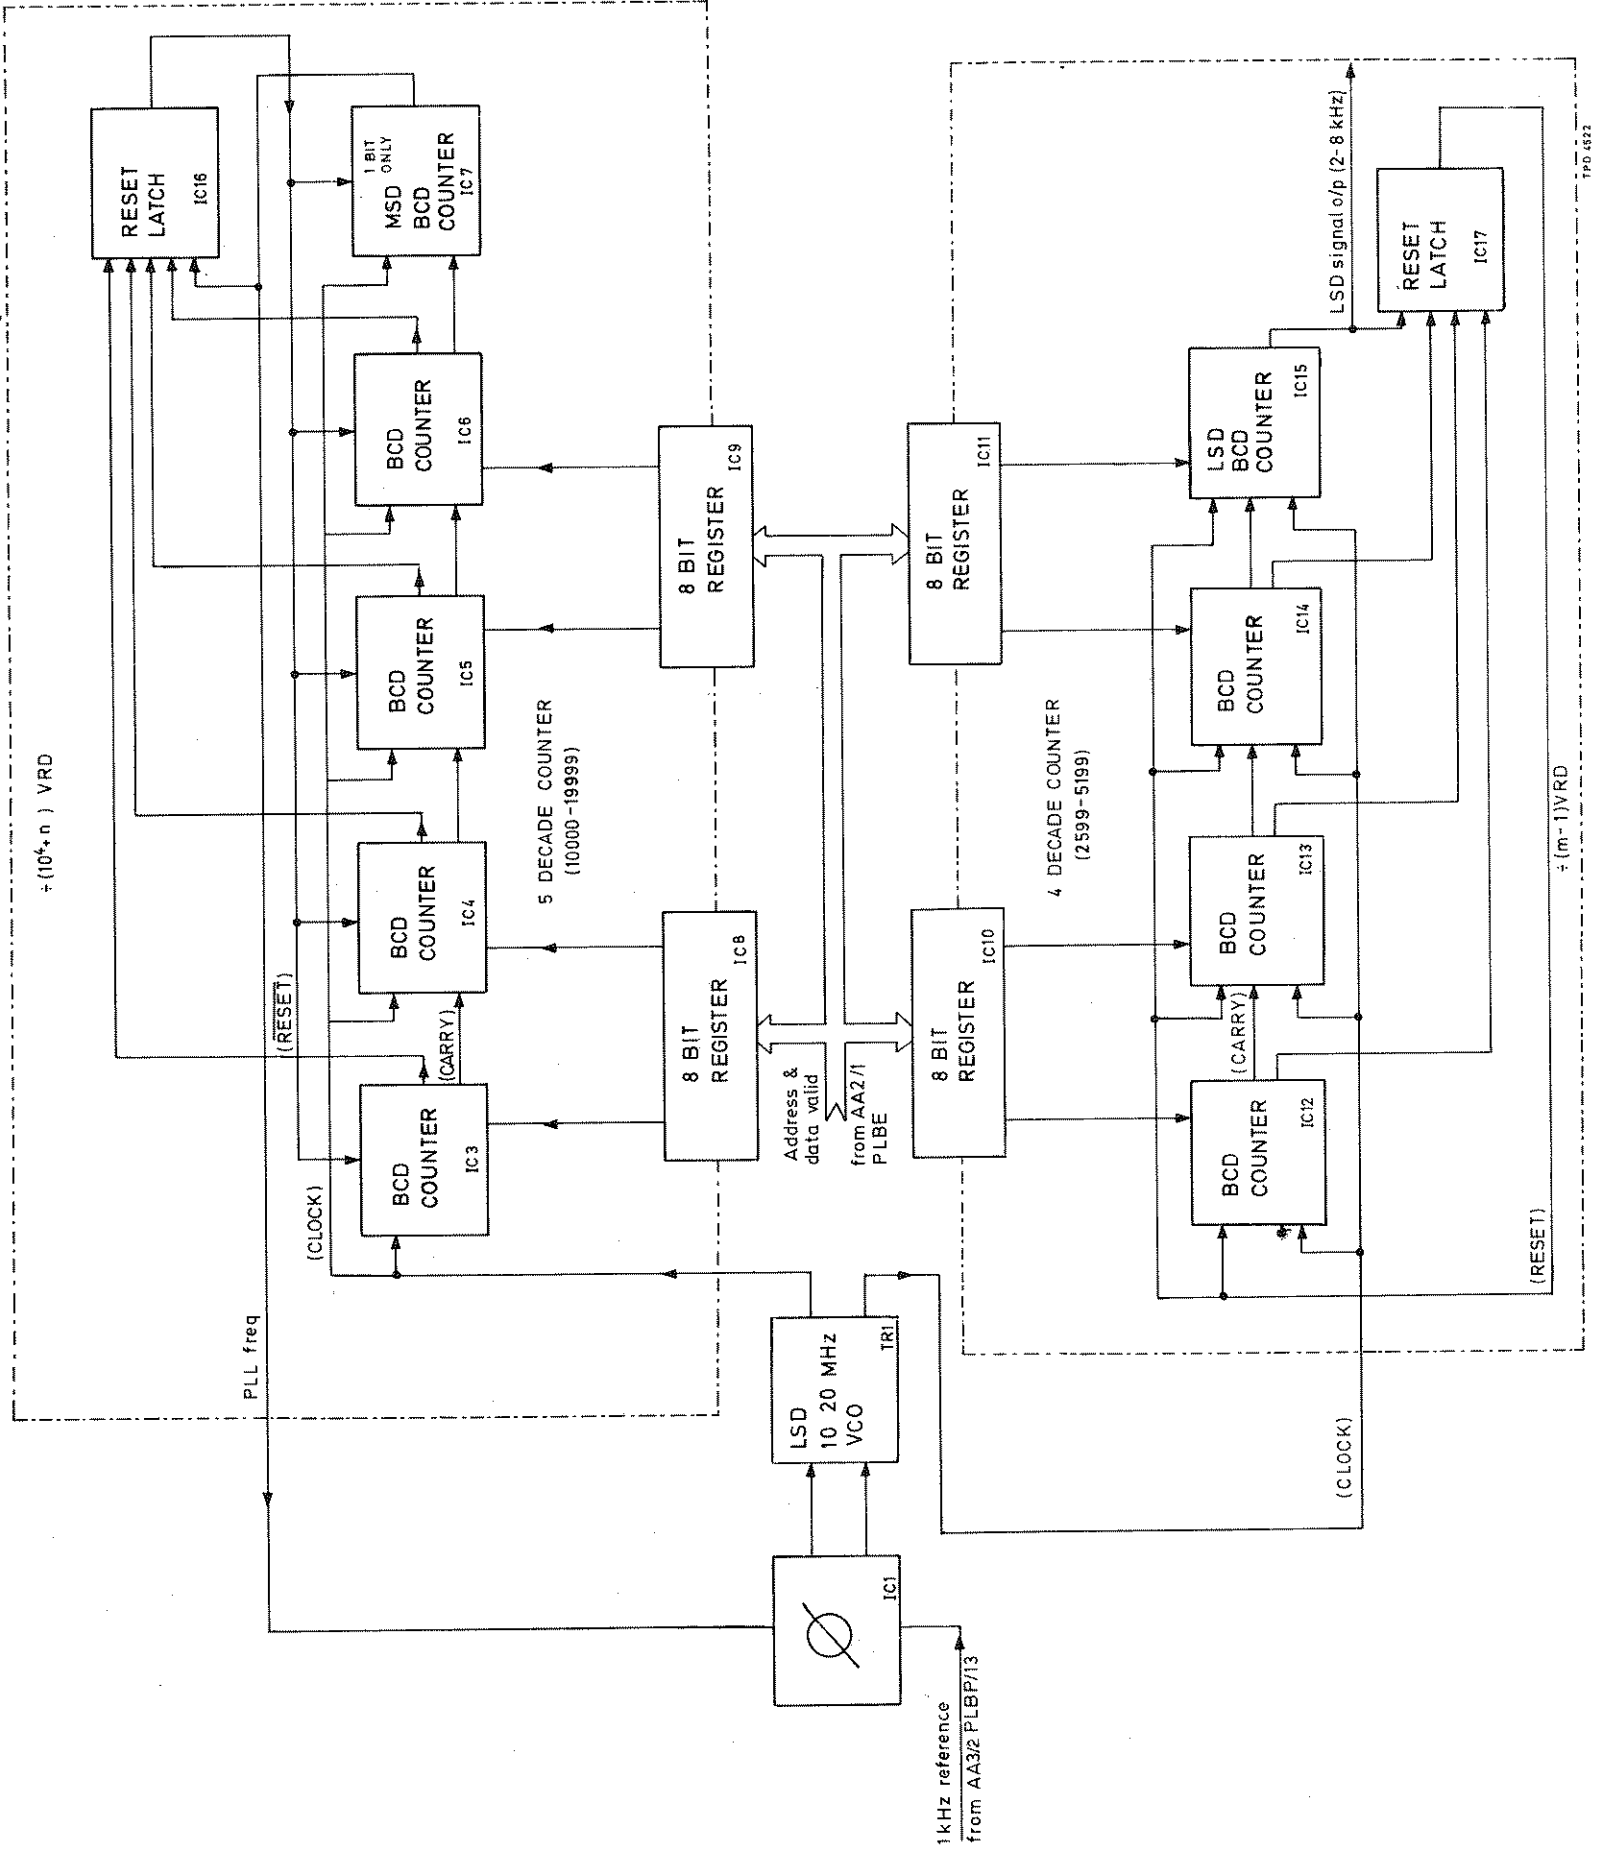 ÷(10⁴+n ) VRD
RESET
LATCH
IC16
1 BIT
ONLY
MSD
BCD
COUNTER
IC7
BCD
COUNTER
IC6
BCD
COUNTER
IC5
BCD
COUNTER
IC4
BCD
COUNTER
IC3
(RESET)
(CARRY)
(CLOCK)
PLL freq
5 DECADE COUNTER
(10000-19999)
8 BIT
REGISTER
IC9
8 BIT
REGISTER
IC8
Address &
data valid
from AA2/1
PLBE
8 BIT
REGISTER
IC11
8 BIT
REGISTER
IC10
LSD
10 20 MHz
VCO
TR1
IC1
1kHz reference
from AA3/2 PLBP/13
4 DECADE COUNTER
(2599-5199)
BCD
COUNTER
IC12
(CARRY)
BCD
COUNTER
IC13
BCD
COUNTER
IC14
LSD
BCD
COUNTER
IC15
LSD signal o/p (2-8 kHz)
RESET
LATCH
IC17
(CLOCK)
(RESET)
÷(m-1)VRD
TPD 4522